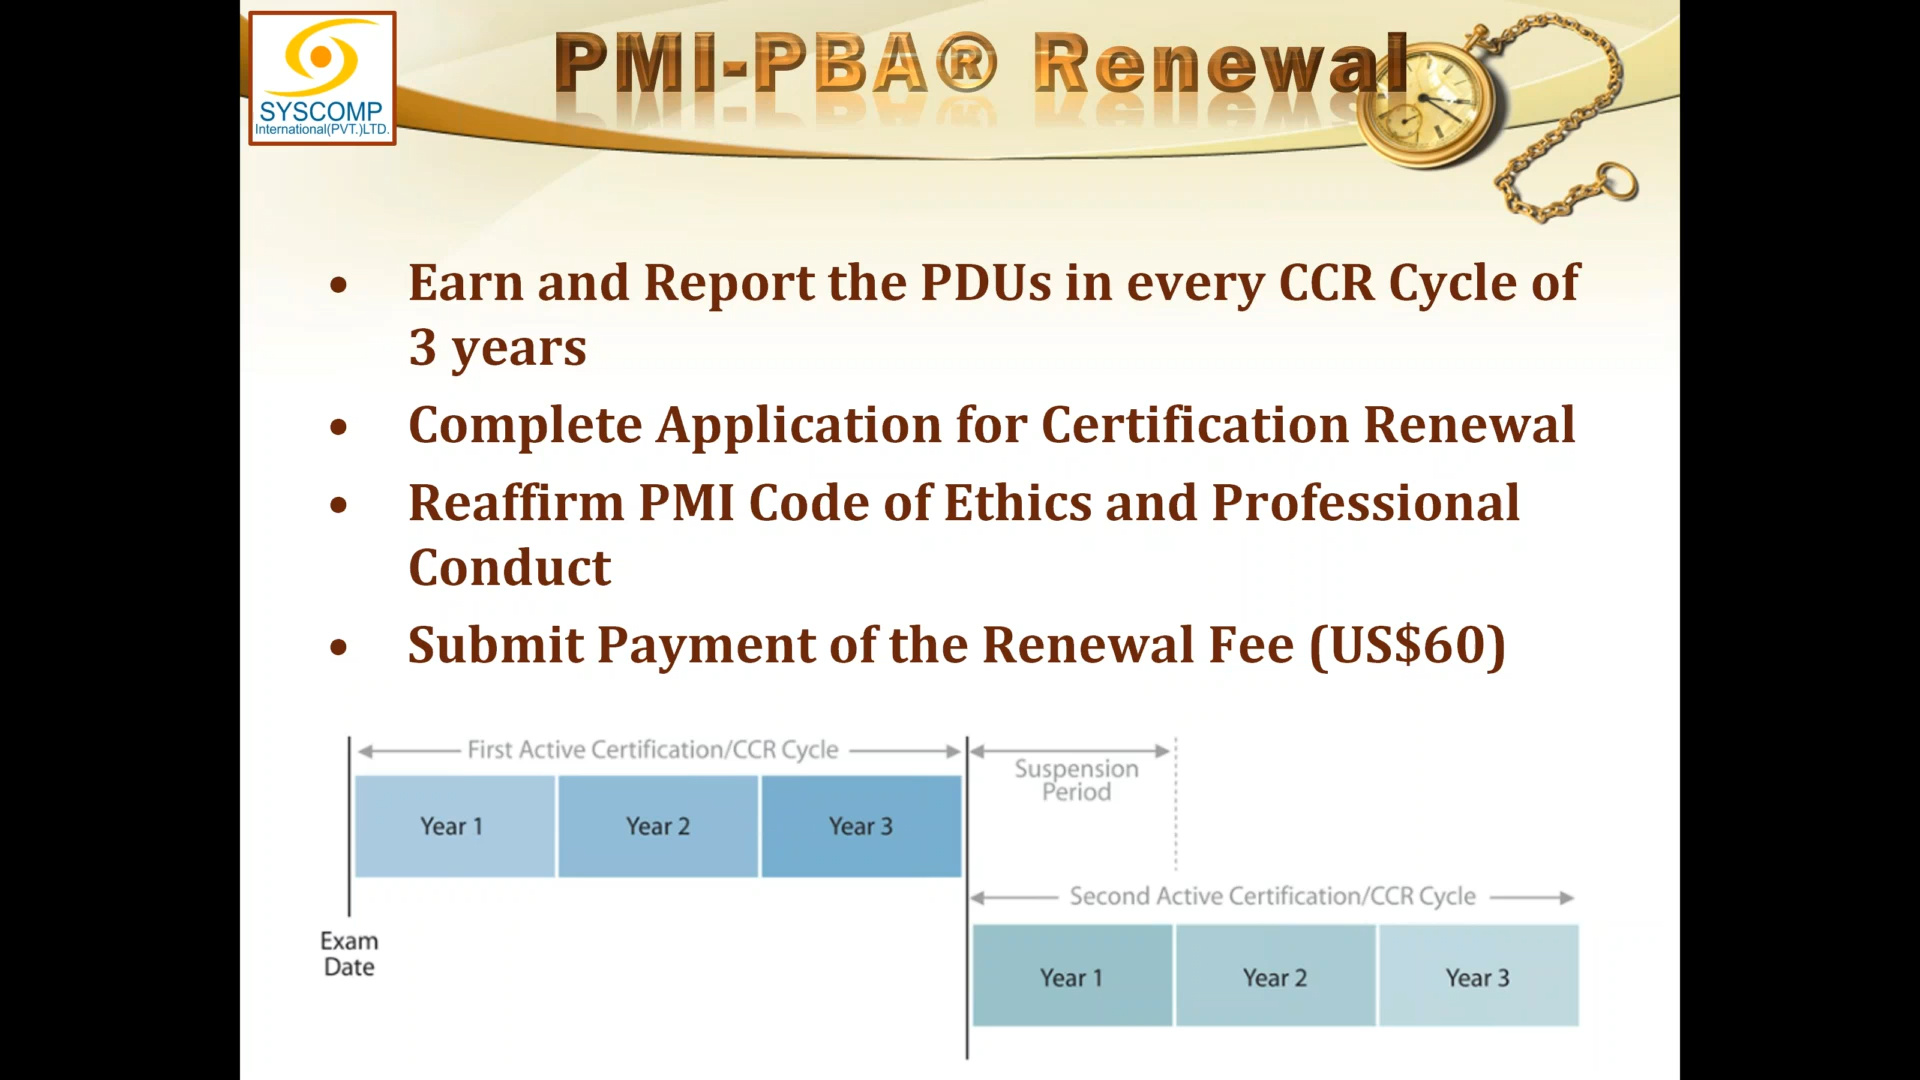 SYSCOMP
International(PVT.)LTD.
PMI-PBA® Renewal
• Earn and Report the PDUs in every CCR Cycle of
3 years
• Complete Application for Certification Renewal
• Reaffirm PMI Code of Ethics and Professional
Conduct
• Submit Payment of the Renewal Fee (US$60)
First Active Certification/CCR Cycle
Suspension
Period
Year 1 Year 2 Year 3
Exam
Date
Second Active Certification/CCR Cycle
Year 1 Year 2 Year 3